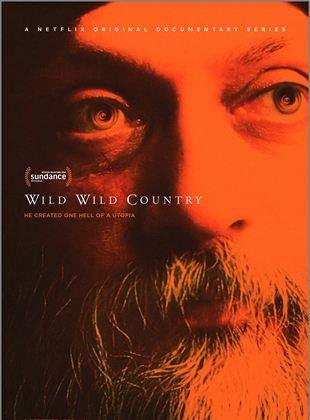 A NETFLIX ORIGINAL DOCUMENTARY SERIES
sundance
WILD WILD COUNTRY
HE CREATED ONE HELL OF A UTOPIA